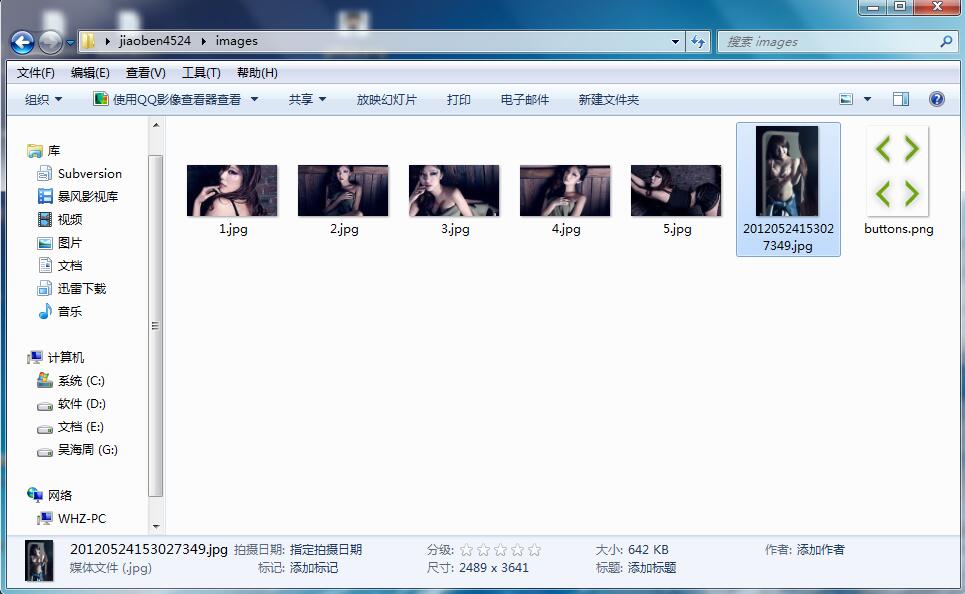 jiaoben4524 images
搜索 images
文件(F) 编辑(E) 查看(V) 工具(T) 帮助(H)
组织 使用QQ影像查看器查看 共享 放映幻灯片 打印 电子邮件 新建文件夹
库
Subversion
暴风影视库
视频
图片
文档
迅雷下载
音乐
计算机
系统 (C:)
软件 (D:)
文档 (E:)
吴海周 (G:)
网络
WHZ-PC
1.jpg
2.jpg
3.jpg
4.jpg
5.jpg
2012052415302
7349.jpg
buttons.png
20120524153027349.jpg 拍摄日期: 指定拍摄日期 分级: 大小: 642 KB 作者: 添加作者
媒体文件 (.jpg) 标记: 添加标记 尺寸: 2489 x 3641 标题: 添加标题